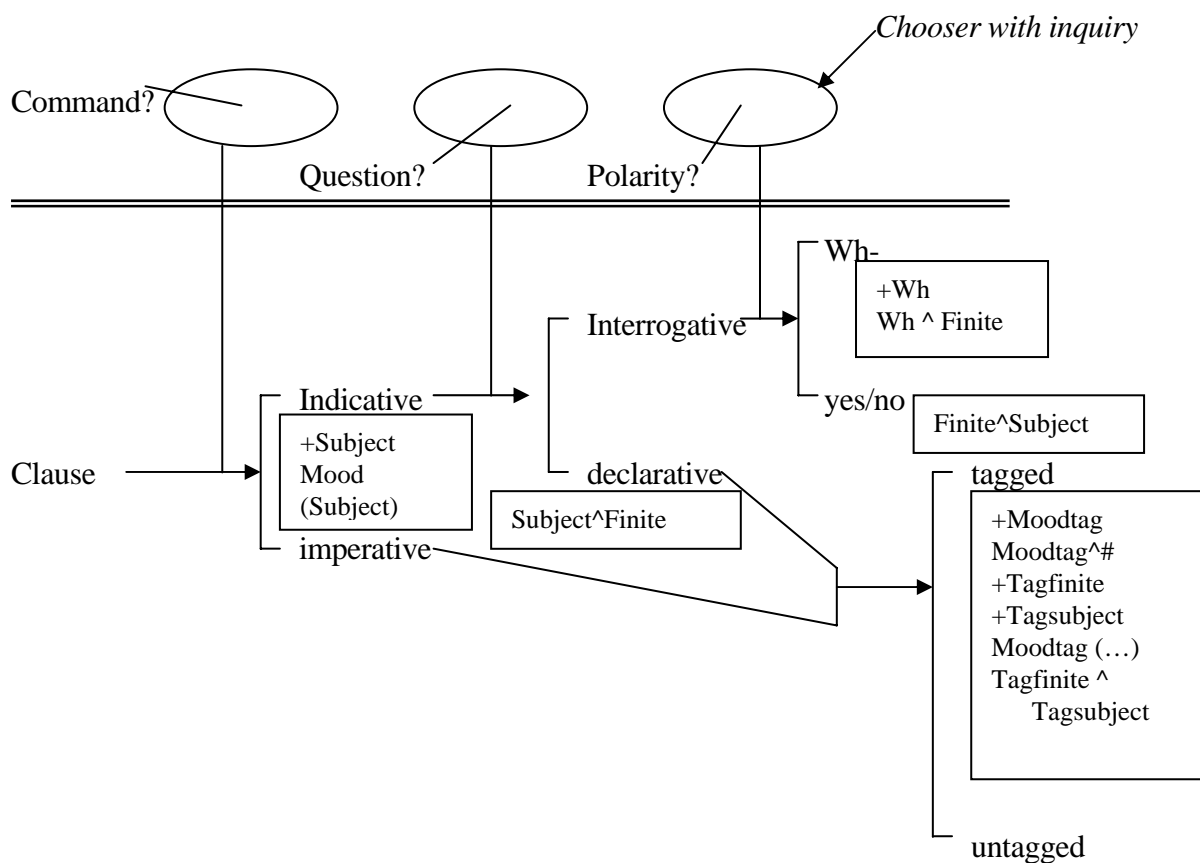 Chooser with inquiry
Command?
Question?
Polarity?
Wh-
+Wh
Wh ^ Finite
Interrogative
Indicative
yes/no
+Subject
Mood
(Subject)
Finite^Subject
Clause
declarative
tagged
Subject^Finite
imperative
+Moodtag
Moodtag^#
+Tagfinite
+Tagsubject
Moodtag (…)
Tagfinite ^
Tagsubject
untagged